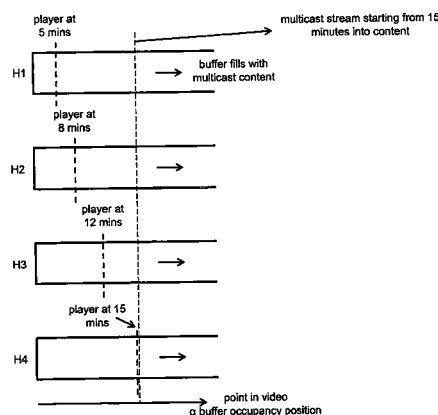 player at
5 mins
multicast stream starting from 15
minutes into content
H1
buffer fills with
multicast content
player at
8 mins
H2
player at
12 mins
H3
player at 15
mins
H4
point in video
α buffer occupancy position